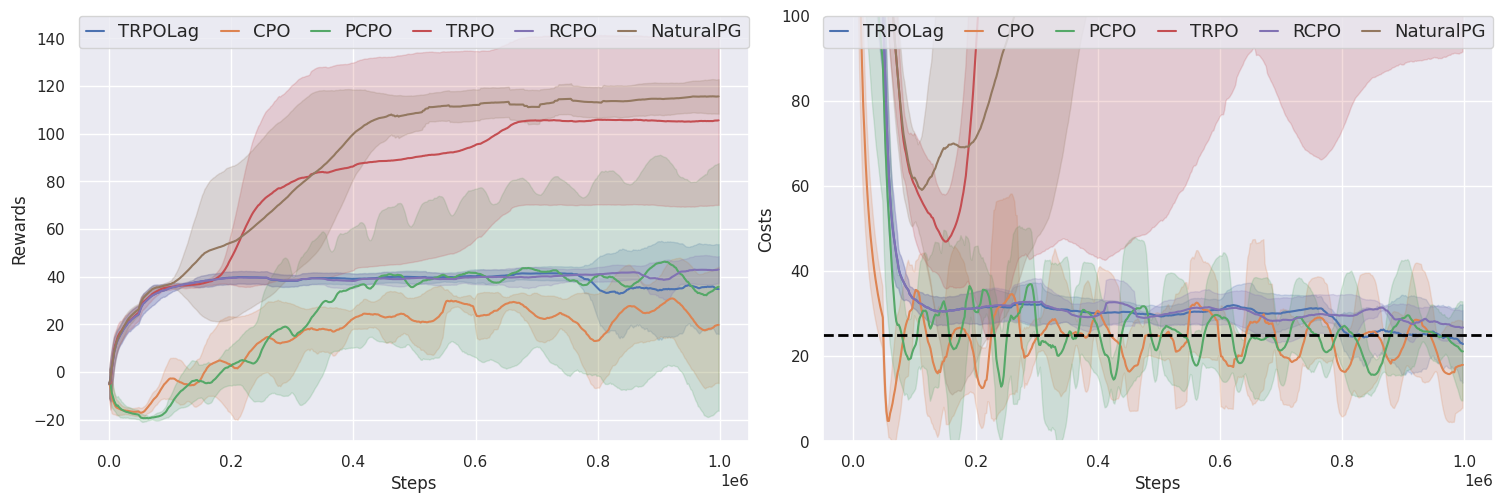 TRPOLag CPO PCPO TRPO RCPO NaturalPG
140
120
100
80
60
40
20
0
−20
Rewards
0.0 0.2 0.4 0.6 0.8 1.0
1e6
Steps
TRPOLag CPO PCPO TRPO RCPO NaturalPG
100
80
60
40
20
0
Costs
0.0 0.2 0.4 0.6 0.8 1.0
1e6
Steps